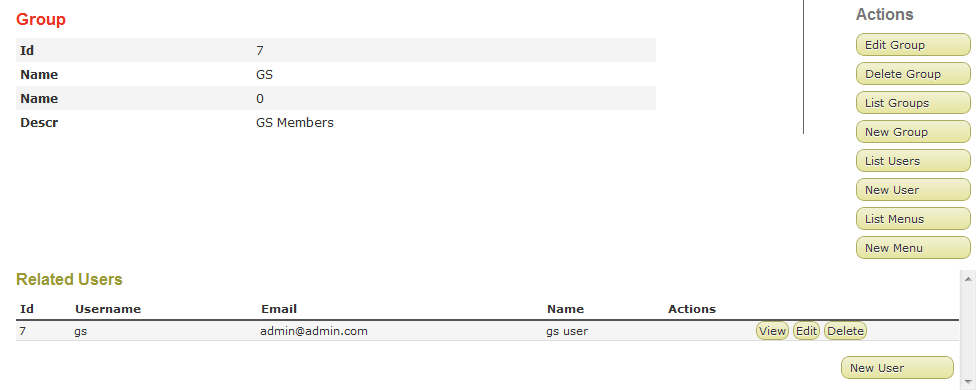 Group
Id 7
Name GS
Name 0
Descr GS Members
Actions
Edit Group
Delete Group
List Groups
New Group
List Users
New User
List Menus
New Menu
Related Users
Id Username Email Name Actions
7 gs admin@admin.com gs user View Edit Delete
New User